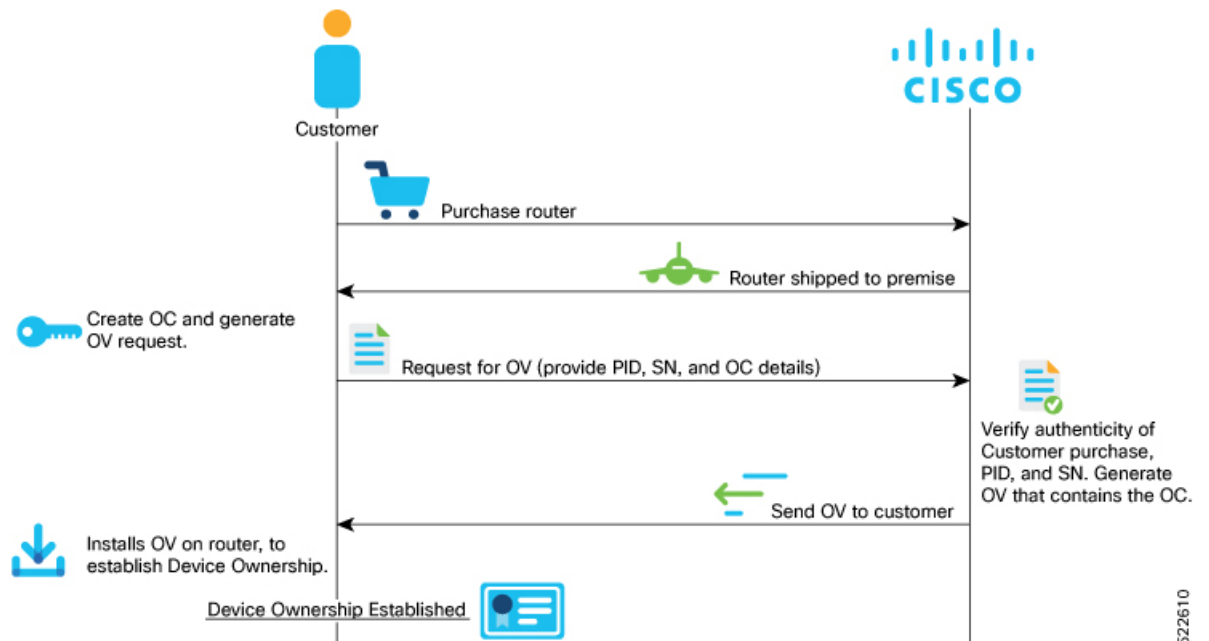 CISCO
Customer
Purchase router
Router shipped to premise
Create OC and generate
OV request.
Request for OV (provide PID, SN, and OC details)
Verify authenticity of
Customer purchase,
PID, and SN. Generate
OV that contains the OC.
Send OV to customer
Installs OV on router, to
establish Device Ownership.
Device Ownership Established
522610